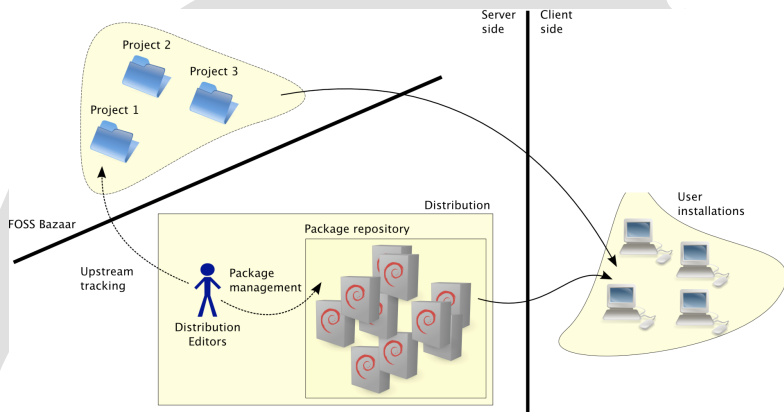 Server
side
Client
side
Project 2
Project 3
Project 1
FOSS Bazaar
Distribution
User
installations
Package repository
Upstream
tracking
Package
management
Distribution
Editors